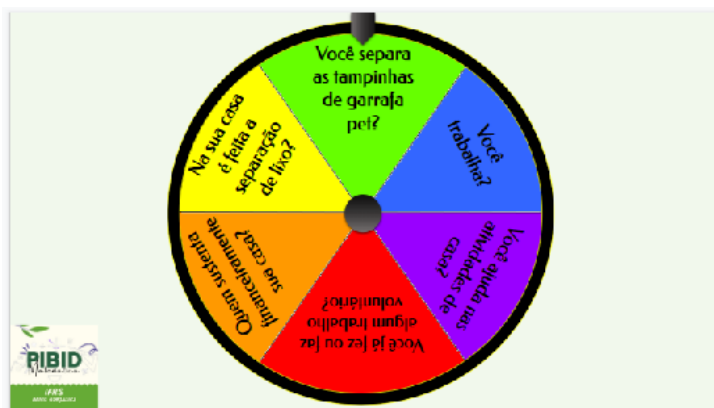 Você separa
as tampinhas
de garrafa
pet?
Você
trabalha?
Você ajuda nas
atividades de
casa?
Você já fez ou faz
algum trabalho
voluntário?
Quem sustenta
financeiramente
sua casa?
Na sua casa
é feita a
separação
de lixo?
PIBID
IFRS